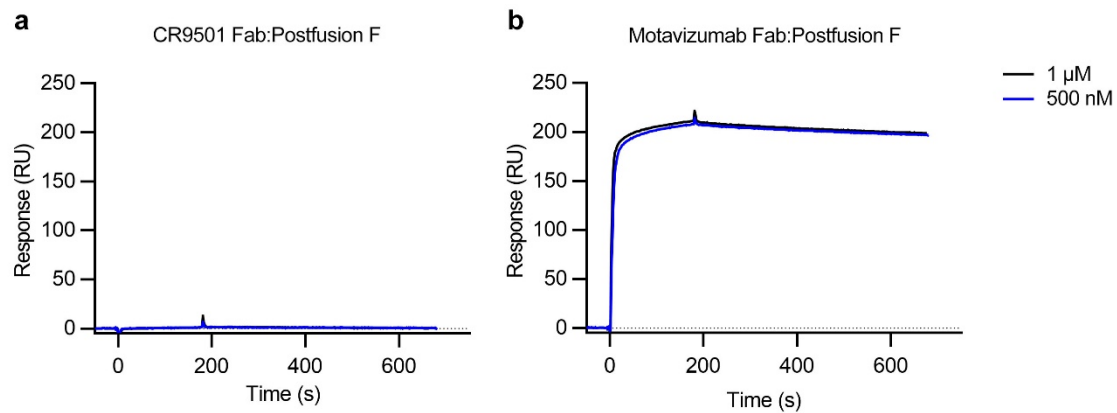 a
CR9501 Fab:Postfusion F
250
200
150
100
50
0
Response (RU)
0 200 400 600
Time (s)
b
Motavizumab Fab:Postfusion F
250
200
150
100
50
0
Response (RU)
0 200 400 600
Time (s)
1 µM
500 nM